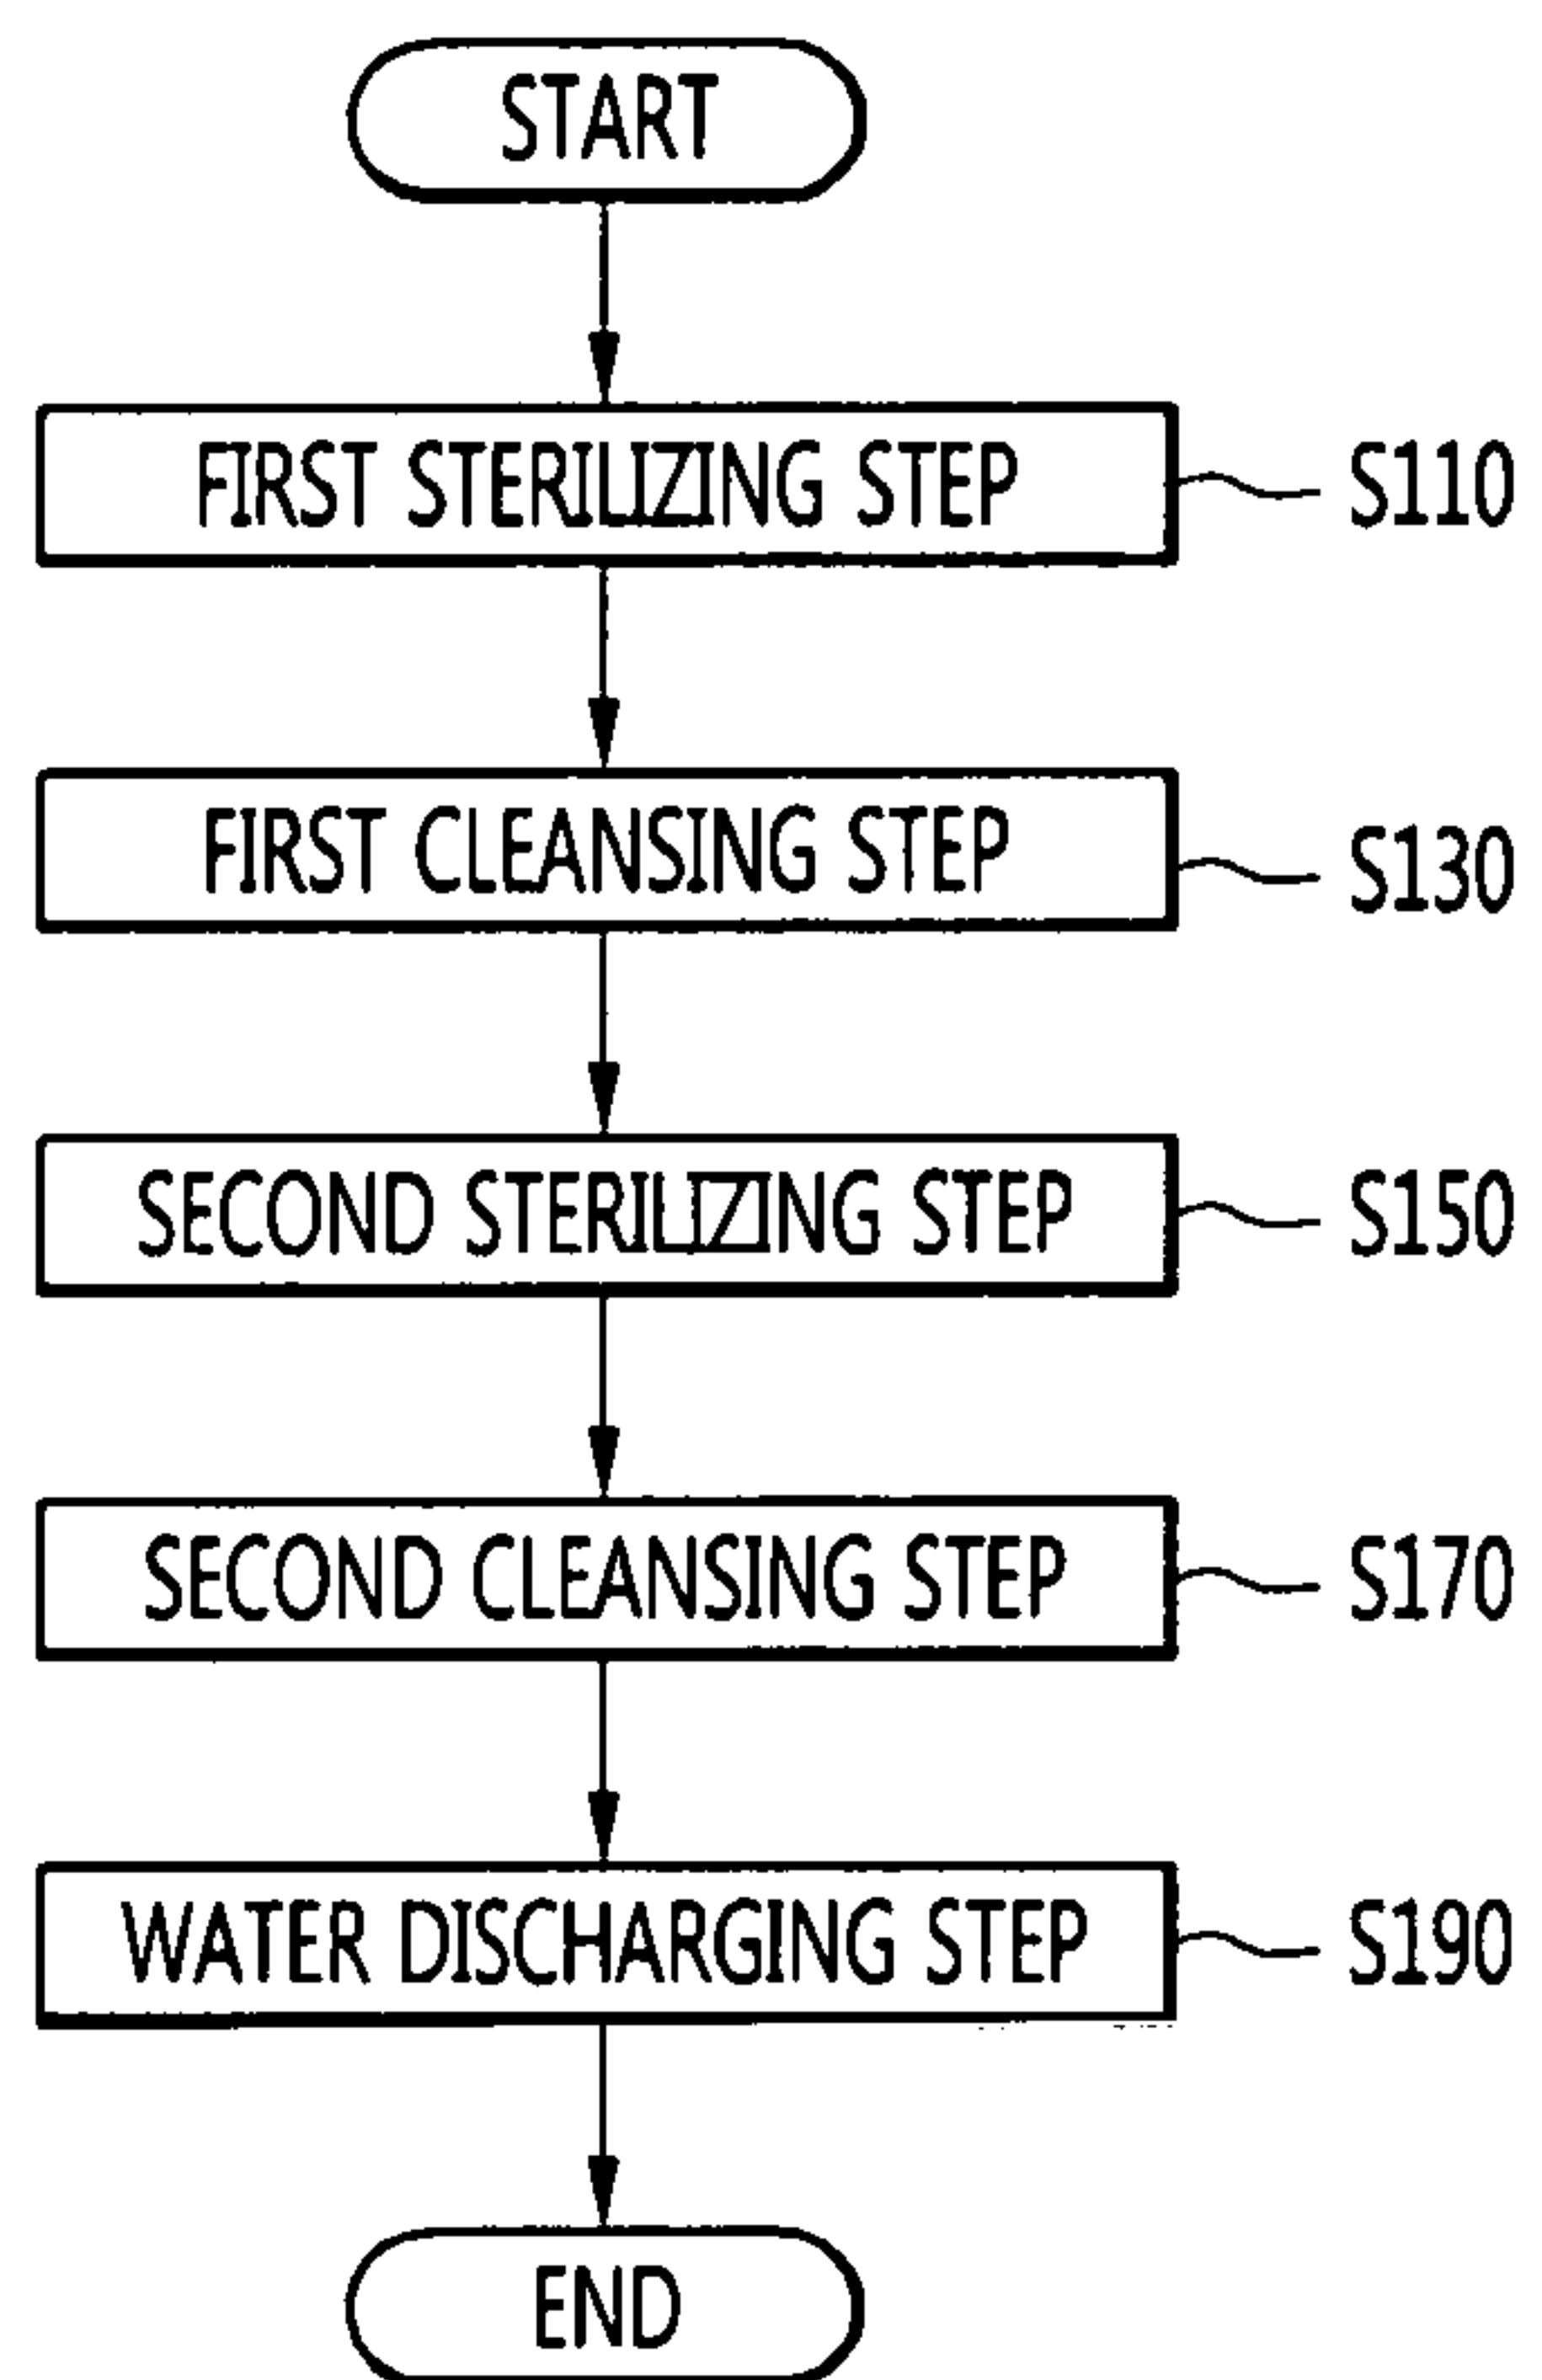 START
FIRST STERILIZING STEP S110
FIRST CLEANSING STEP S130
SECOND STERILIZING STEP S150
SECOND CLEANSING STEP S170
WATER DISCHARGING STEP S190
END